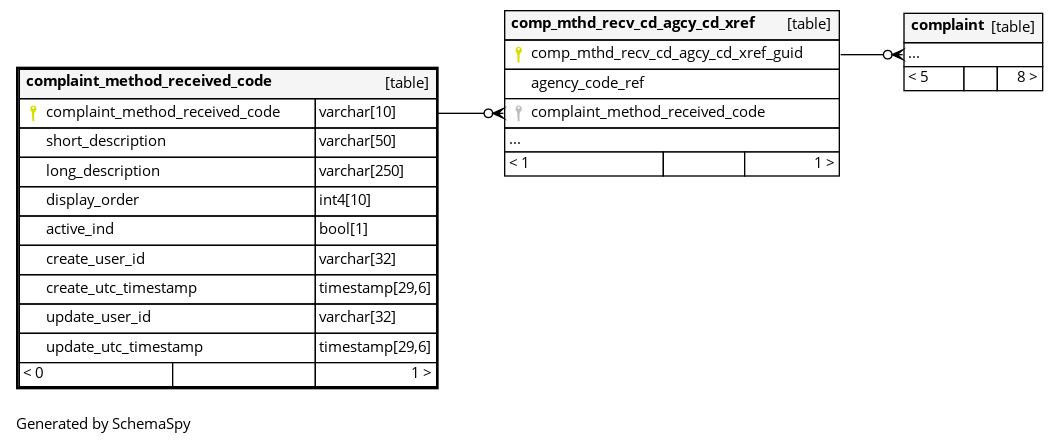 complaint_method_received_code [table]
complaint_method_received_code varchar[10]
short_description varchar[50]
long_description varchar[250]
display_order int4[10]
active_ind bool[1]
create_user_id varchar[32]
create_utc_timestamp timestamp[29,6]
update_user_id varchar[32]
update_utc_timestamp timestamp[29,6]
< 0 1 >
comp_mthd_recv_cd_agcy_cd_xref [table]
comp_mthd_recv_cd_agcy_cd_xref_guid
agency_code_ref
complaint_method_received_code
...
< 1 1 >
complaint [table]
...
< 5 8 >
Generated by SchemaSpy